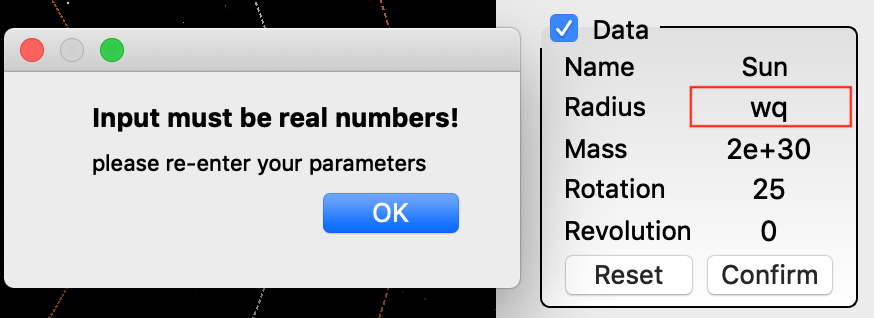 Input must be real numbers!
please re-enter your parameters
OK
Data
Name Sun
Radius wq
Mass 2e+30
Rotation 25
Revolution 0
Reset Confirm